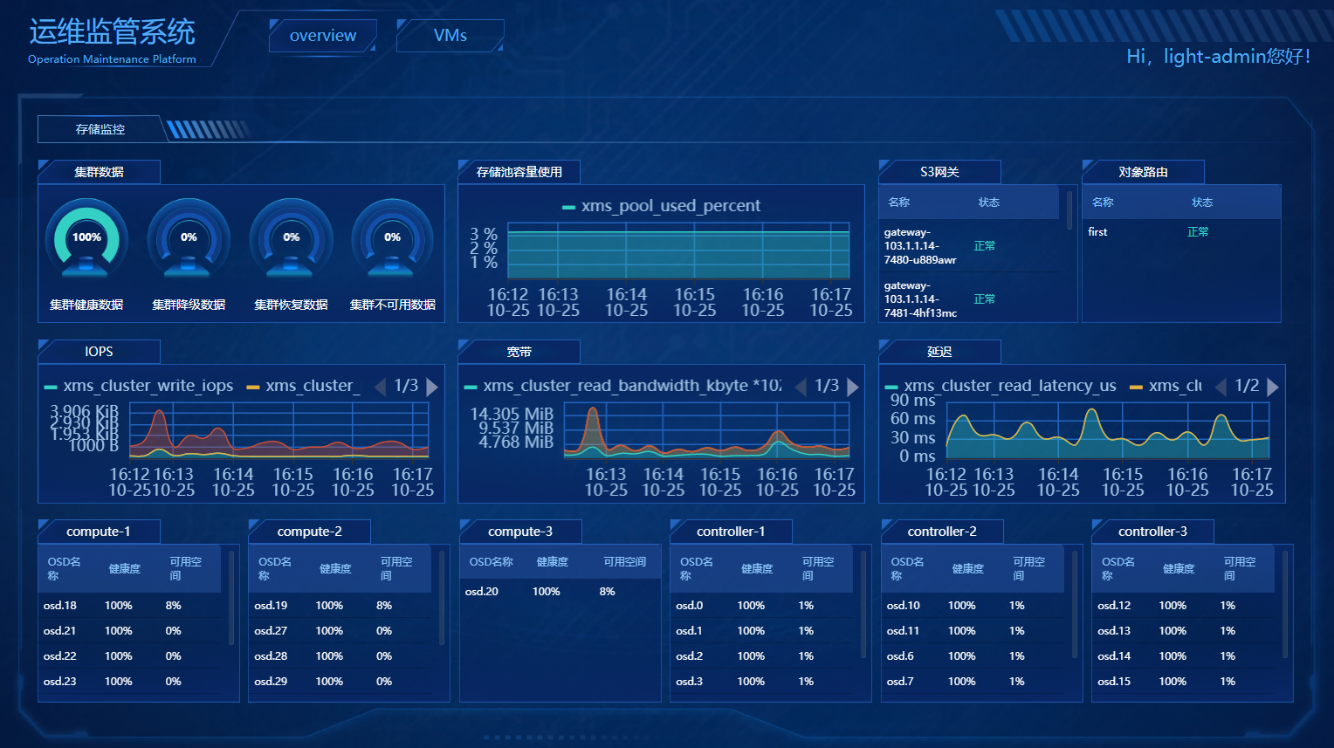 运维监管系统
Operation Maintenance Platform
overview
VMs
Hi，light-admin您好！
存储监控
集群数据
100%
0%
0%
0%
集群健康数据
集群降级数据
集群恢复数据
集群不可用数据
存储池容量使用
xms_pool_used_percent
3 %
2 %
1 %
16:12 16:13 16:14 16:15 16:16 16:17
10-25 10-25 10-25 10-25 10-25 10-25
S3网关
名称 状态
gateway-
103.1.1.14-
7480-u889awr
正常
gateway-
103.1.1.14-
7481-4hf13mc
正常
对象路由
名称 状态
first 正常
IOPS
xms_cluster_write_iops xms_cluster_ 1/3
3.906 KiB
2.930 KiB
1.953 KiB
1000 B
16:12 16:13 16:14 16:15 16:16 16:17
10-25 10-25 10-25 10-25 10-25 10-25
宽带
xms_cluster_read_bandwidth_kbyte *102 1/3
14.305 MiB
9.537 MiB
4.768 MiB
16:13 16:14 16:15 16:16 16:17
10-25 10-25 10-25 10-25 10-25
延迟
xms_cluster_read_latency_us xms_clu 1/2
90 ms
60 ms
30 ms
0 ms
16:12 16:13 16:14 16:15 16:16 16:17
10-25 10-25 10-25 10-25 10-25 10-25
compute-1
OSD名称 健康度 可用空间
osd.18 100% 8%
osd.21 100% 0%
osd.22 100% 0%
osd.23 100% 0%
compute-2
OSD名称 健康度 可用空间
osd.19 100% 8%
osd.27 100% 0%
osd.28 100% 0%
osd.29 100% 0%
compute-3
OSD名称 健康度 可用空间
osd.20 100% 8%
controller-1
OSD名称 健康度 可用空间
osd.0 100% 1%
osd.1 100% 1%
osd.2 100% 1%
osd.3 100% 1%
controller-2
OSD名称 健康度 可用空间
osd.10 100% 1%
osd.11 100% 1%
osd.6 100% 1%
osd.7 100% 1%
controller-3
OSD名称 健康度 可用空间
osd.12 100% 1%
osd.13 100% 1%
osd.14 100% 1%
osd.15 100% 1%